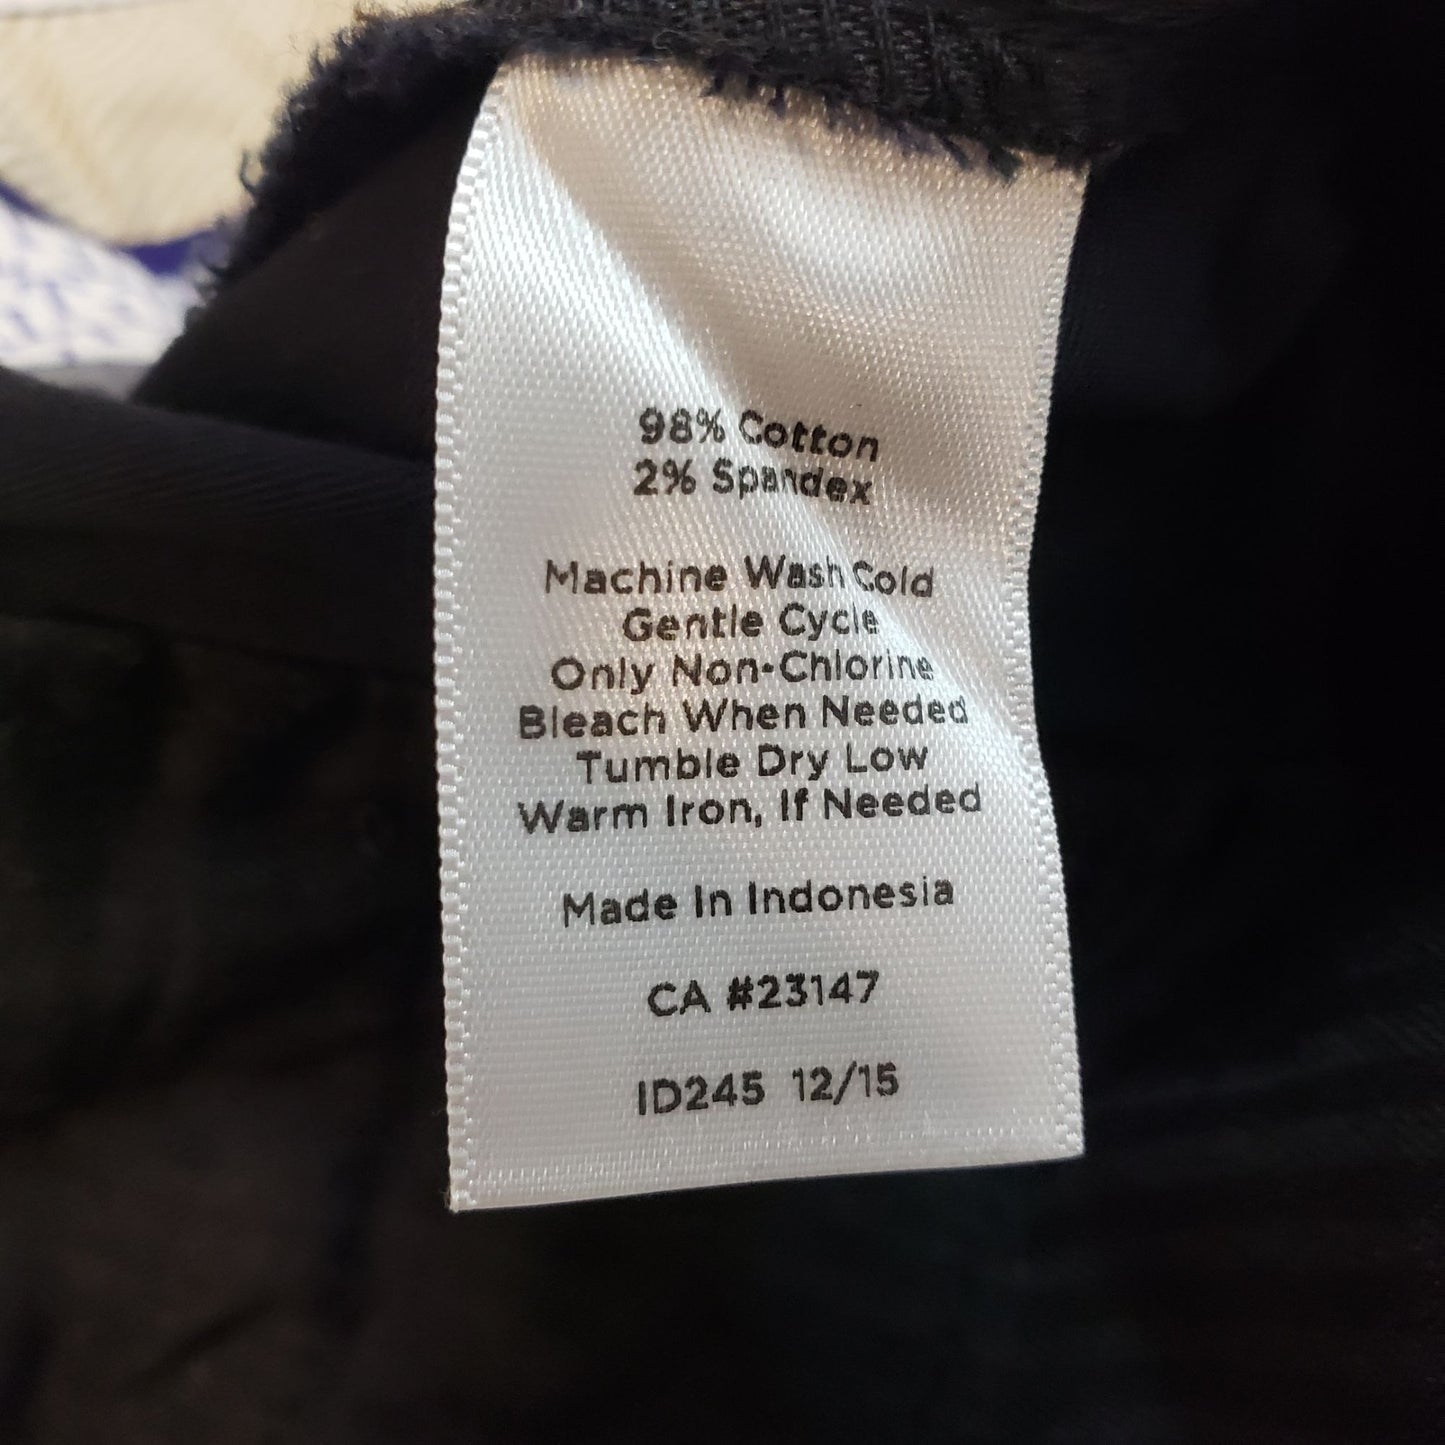 98% Cotton
2% Spandex
Machine Wash Cold
Gentle Cycle
Only Non-Chlorine
Bleach When Needed
Tumble Dry Low
Warm Iron, If Needed
Made In Indonesia
CA #23147
ID245 12/15